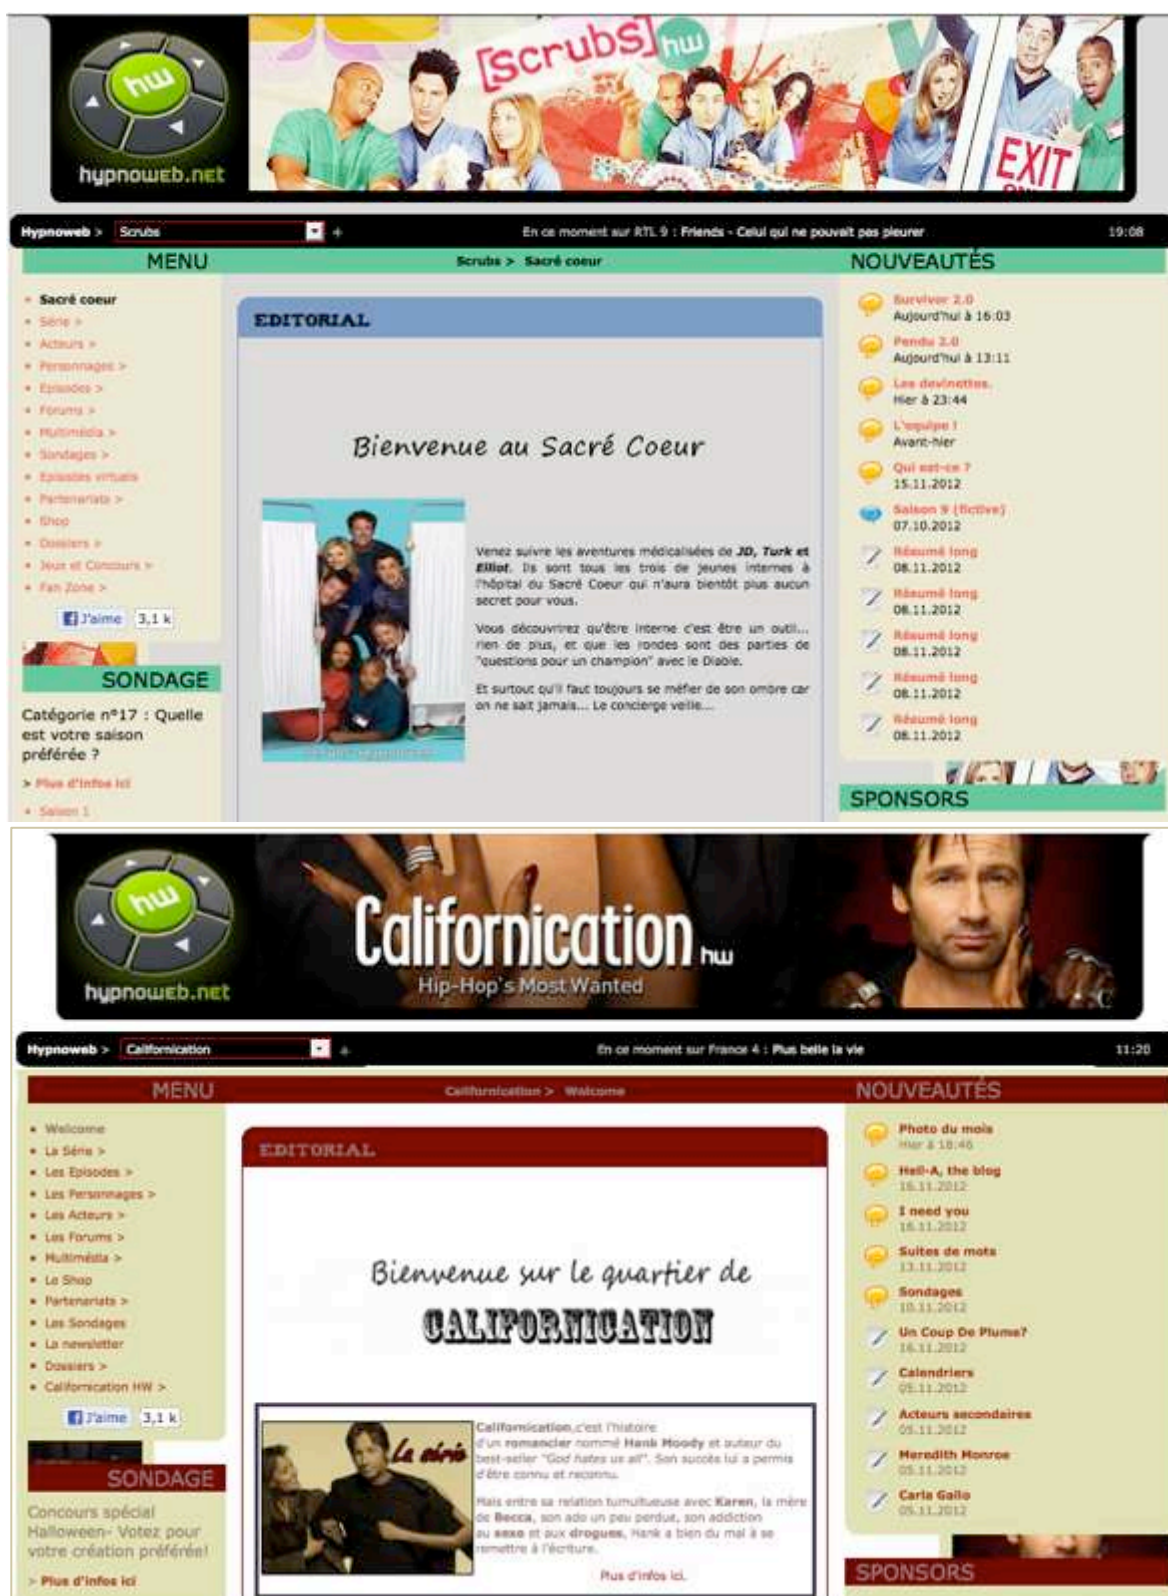 [scrubs] hw
hw
hypnoweb.net
EXIT
Hypnoweb > Scrubs
En ce moment sur RTL 9 : Friends - Celui qui ne pouvait pas pleurer
19:08
MENU
Scrubs > Sacré coeur
NOUVEAUTÉS
Sacré coeur
Série >
Acteurs >
Personnages >
Episodes >
Forums >
Multimédia >
Sondages >
Episodes virtuels
Partenariats >
Shop
Dossiers >
Jeux et Concours >
Fan Zone >
J'aime 3,1 k
SONDAGE
Catégorie n°17 : Quelle
est votre saison
préférée ?
> Plus d'infos ici
Saison 1
EDITORIAL
Bienvenue au Sacré Coeur
Venez suivre les aventures médicalisées de JD, Turk et
Elliot. Ils sont tous les trois de jeunes internes à
l'hôpital du Sacré Coeur qui n'aura bientôt plus aucun
secret pour vous.
Vous découvrirez qu'être interne c'est être un outil...
rien de plus, et que les rondes sont des parties de
"questions pour un champion" avec le Diable.
Et surtout qu'il faut toujours se méfier de son ombre car
on ne sait jamais... Le concierge veille...
Survivor 2.0
Aujourd'hui à 16:03
Pendu 2.0
Aujourd'hui à 13:11
Les devinettes.
Hier à 23:44
L'equipe !
Avant-hier
Qui est-ce ?
15.11.2012
Saison 9 (fictive)
07.10.2012
Résumé long
08.11.2012
Résumé long
08.11.2012
Résumé long
08.11.2012
Résumé long
08.11.2012
Résumé long
08.11.2012
SPONSORS
hw
hypnoweb.net
Californication hw
Hip-Hop's Most Wanted
Hypnoweb > Californication
En ce moment sur France 4 : Plus belle la vie
11:20
MENU
Californication > Welcome
NOUVEAUTÉS
Welcome
La Série >
Les Episodes >
Les Personnages >
Les Acteurs >
Les Forums >
Multimédia >
Le Shop
Partenariats >
Les Sondages
La newsletter
Dossiers >
Californication HW >
J'aime 3,1 k
SONDAGE
Concours spécial
Halloween- Votez pour
votre création préférée!
> Plus d'infos ici
EDITORIAL
Bienvenue sur le quartier de
CALIFORNICATION
La série
Californication,c'est l'histoire
d'un romancier nommé Hank Moody et auteur du
best-seller "God hates us all". Son succès lui a permis
d'être connu et reconnu.
Mais entre sa relation tumultueuse avec Karen, la mère
de Becca, son ado un peu perdue, son addiction
au sexe et aux drogues, Hank a bien du mal à se
remettre à l'écriture.
Plus d'infos ici.
Photo du mois
Hier à 18:46
Hell-A, the blog
16.11.2012
I need you
16.11.2012
Suites de mots
13.11.2012
Sondages
10.11.2012
Un Coup De Plume?
16.11.2012
Calendriers
05.11.2012
Acteurs secondaires
05.11.2012
Meredith Monroe
05.11.2012
Carla Gallo
05.11.2012
SPONSORS